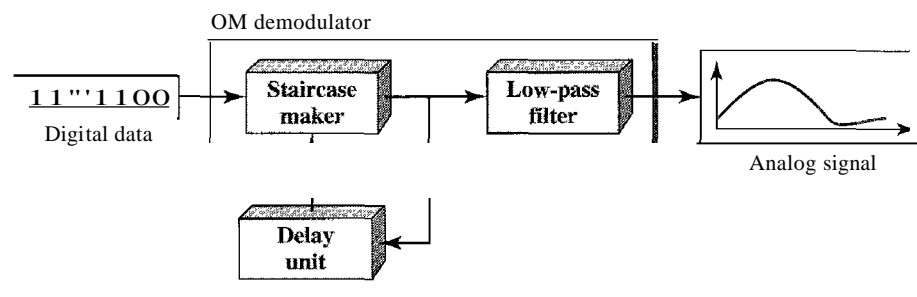 OM demodulator
Staircase
maker
Low-pass
filter
11"'1100
Digital data
Analog signal
Delay
unit